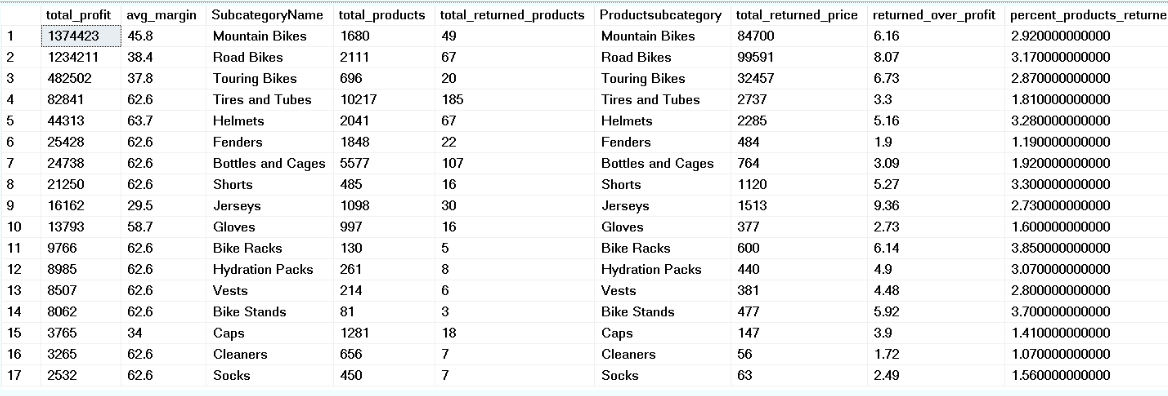 total_profit avg_margin SubcategoryName total_products total_returned_products Productsubcategory total_returned_price returned_over_profit percent_products_returne
1 1374423 45.8 Mountain Bikes 1680 49 Mountain Bikes 84700 6.16 2.920000000000
2 1234211 38.4 Road Bikes 2111 67 Road Bikes 99591 8.07 3.170000000000
3 482502 37.8 Touring Bikes 696 20 Touring Bikes 32457 6.73 2.870000000000
4 82841 62.6 Tires and Tubes 10217 185 Tires and Tubes 2737 3.3 1.810000000000
5 44313 63.7 Helmets 2041 67 Helmets 2285 5.16 3.280000000000
6 25428 62.6 Fenders 1848 22 Fenders 484 1.9 1.190000000000
7 24738 62.6 Bottles and Cages 5577 107 Bottles and Cages 764 3.09 1.920000000000
8 21250 62.6 Shorts 485 16 Shorts 1120 5.27 3.300000000000
9 16162 29.5 Jerseys 1098 30 Jerseys 1513 9.36 2.730000000000
10 13793 58.7 Gloves 997 16 Gloves 377 2.73 1.600000000000
11 9766 62.6 Bike Racks 130 5 Bike Racks 600 6.14 3.850000000000
12 8985 62.6 Hydration Packs 261 8 Hydration Packs 440 4.9 3.070000000000
13 8507 62.6 Vests 214 6 Vests 381 4.48 2.800000000000
14 8062 62.6 Bike Stands 81 3 Bike Stands 477 5.92 3.700000000000
15 3765 34 Caps 1281 18 Caps 147 3.9 1.410000000000
16 3265 62.6 Cleaners 656 7 Cleaners 56 1.72 1.070000000000
17 2532 62.6 Socks 450 7 Socks 63 2.49 1.560000000000